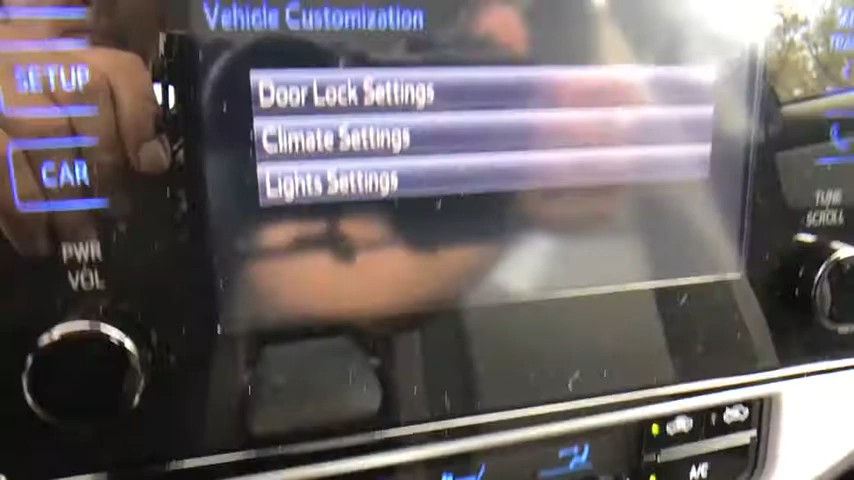 Vehicle Customization
SETUP
Door Lock Settings
Climate Settings
CAR
Lights Settings
TUNE
SCROLL
PWR
VOL
A/C